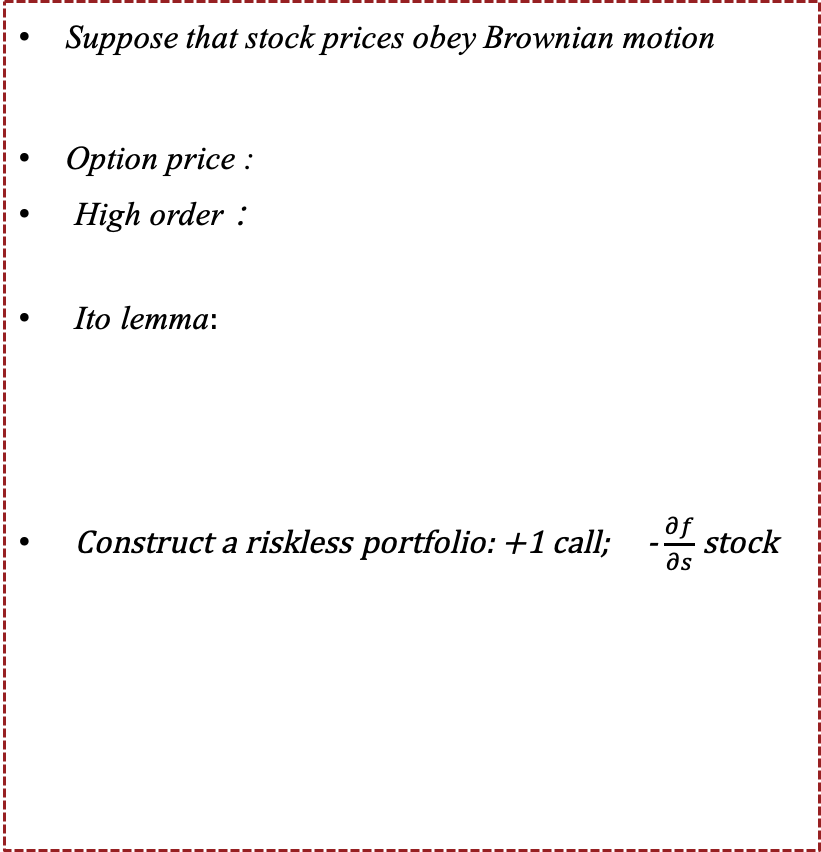 • Suppose that stock prices obey Brownian motion
• Option price :
• High order：
• Ito lemma:
• Construct a riskless portfolio: +1 call; -∂f/∂s stock